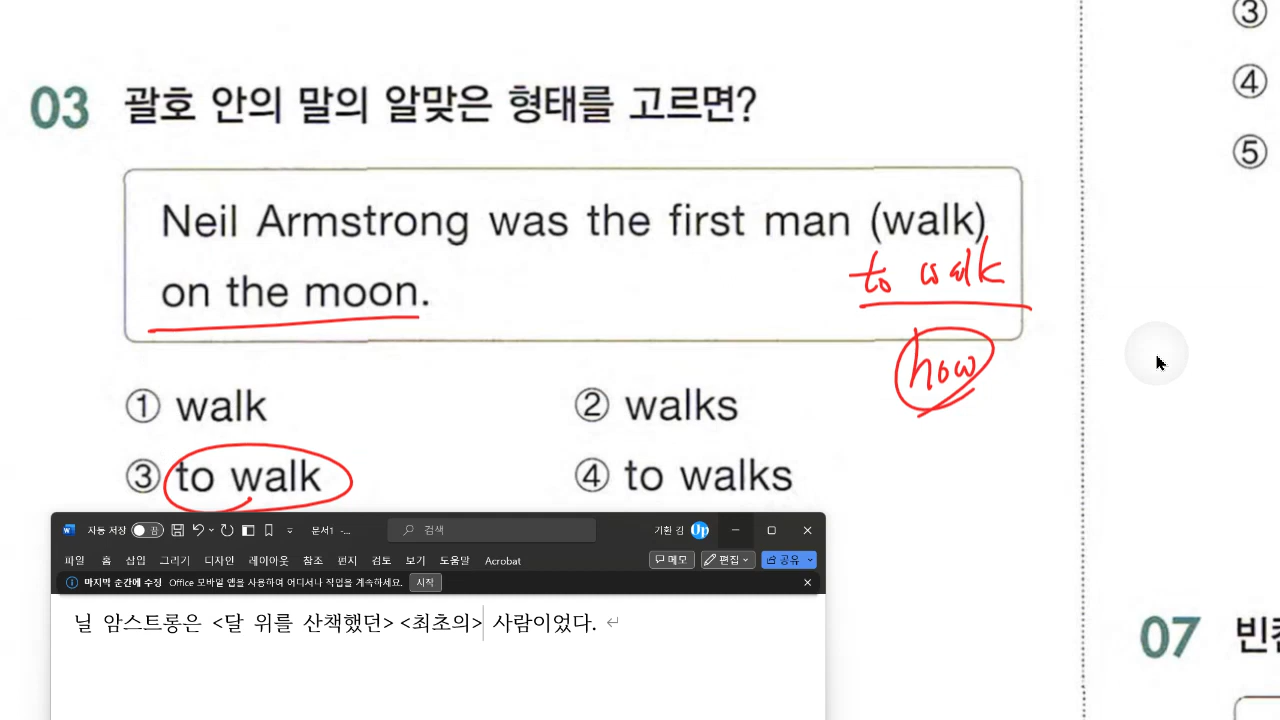 ③
④
⑤
03 괄호 안의 말의 알맞은 형태를 고르면?
Neil Armstrong was the first man (walk)
to walk
on the moon.
how
① walk
② walks
③ to walk
④ to walks
자동 저장 끔 문서1 -... 검색 기환 김
파일 홈 삽입 그리기 디자인 레이아웃 참조 편지 검토 보기 도움말 Acrobat 메모 편집 공유
마지막 순간에 수정 Office 모바일 앱을 사용하여 어디서나 작업을 계속하세요. 시작
닐 암스트롱은 <달 위를 산책했던> <최초의> 사람이었다.
07